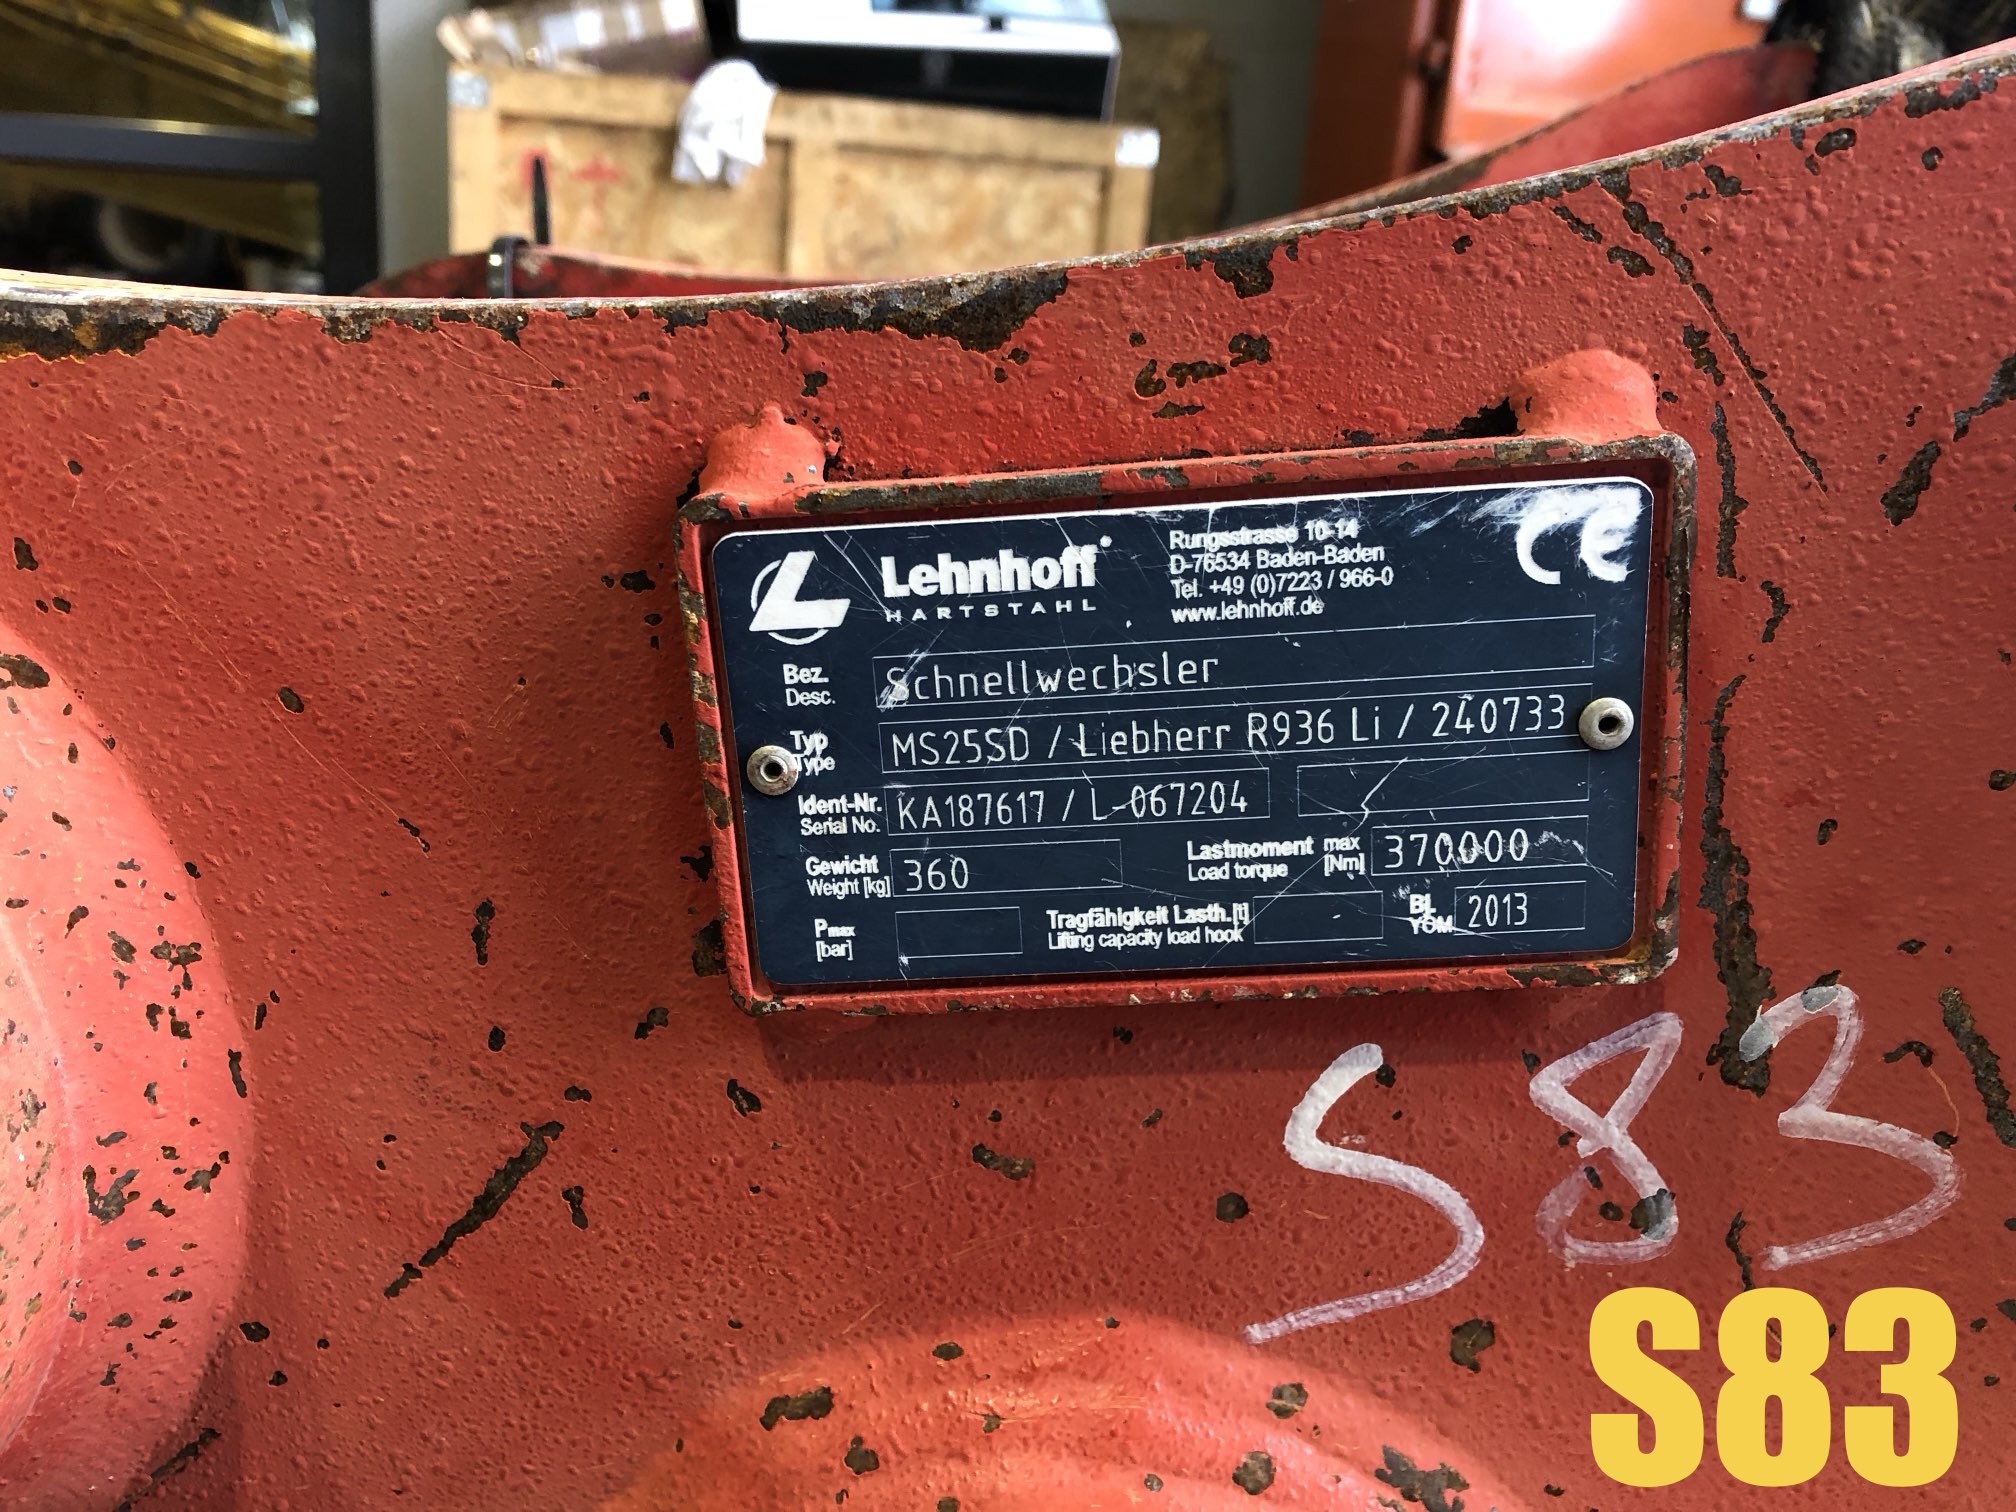 Lehnhoff
HARTSTAHL
Rungsstrasse 10-14
D-76534 Baden-Baden
Tel. +49 (0)7223 / 966-0
www.lehnhoff.de
CE
Bez. Schnellwechsler
Desc.
Typ MS25SD / Liebherr R936 Li / 240733
Type
Ident-Nr. KA187617 / L-067204
Serial No.
Gewicht 360 Lastmoment max 370000
Weight [kg] Load torque [Nm]
Pmax Tragfähigkeit Lasth.[t] BJ. 2013
[bar] Lifting capacity load hook YOM
S83
S83